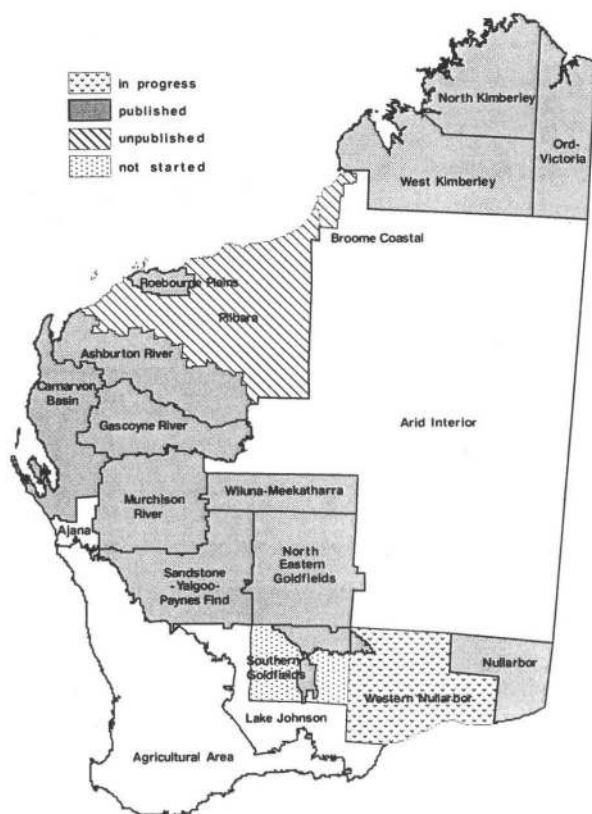 in progress
published
unpublished
not started
North Kimberley
Ord-
Victoria
West Kimberley
Broome Coastal
Roebourne Plains
Pilbara
Ashburton River
Carnarvon
Basin
Gascoyne River
Arid Interior
Wiluna-Meekatharra
Murchison
River
Ajana
North
Eastern
Goldfields
Sandstone
-Yalgoo-
Paynes Find
Southern
Goldfields
Nullarbor
Western Nullarbor
Lake Johnson
Agricultural Area